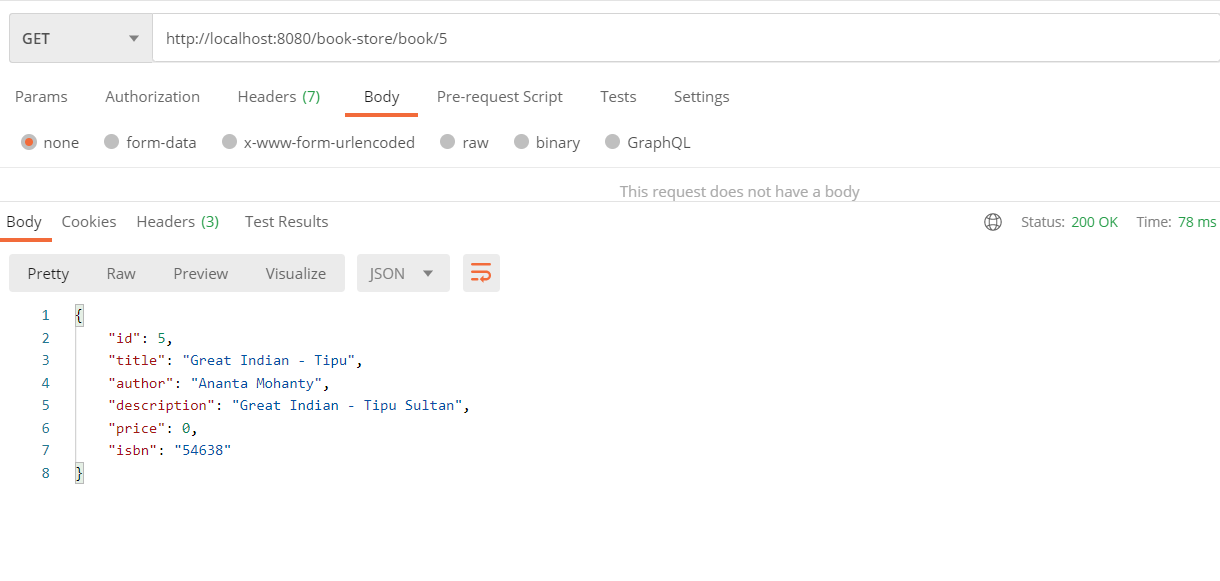 GET http://localhost:8080/book-store/book/5
Params Authorization Headers (7) Body Pre-request Script Tests Settings
none form-data x-www-form-urlencoded raw binary GraphQL
This request does not have a body
Body Cookies Headers (3) Test Results Status: 200 OK Time: 78 ms
Pretty Raw Preview Visualize JSON
1 {
2 "id": 5,
3 "title": "Great Indian - Tipu",
4 "author": "Ananta Mohanty",
5 "description": "Great Indian - Tipu Sultan",
6 "price": 0,
7 "isbn": "54638"
8 }